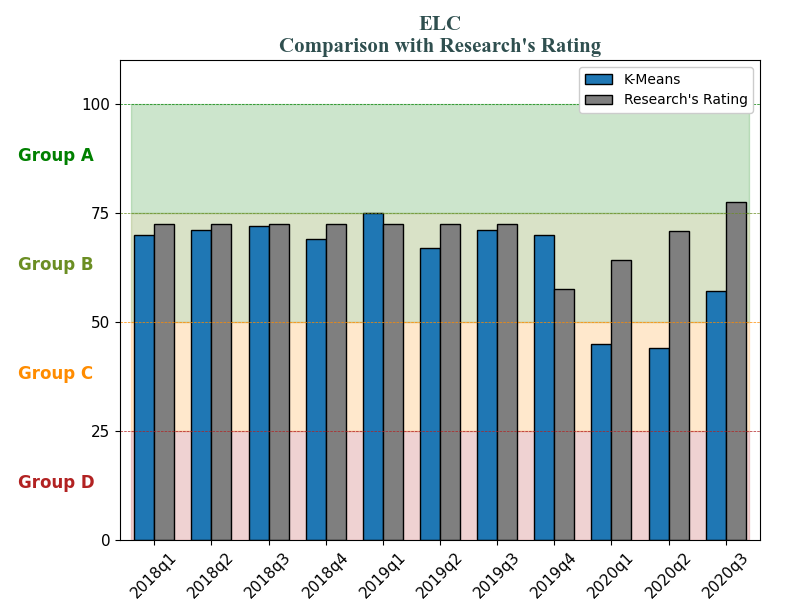 ELC
Comparison with Research's Rating
K-Means
Research's Rating
100
Group A
75
Group B
50
Group C
25
Group D
0
2018q1
2018q2
2018q3
2018q4
2019q1
2019q2
2019q3
2019q4
2020q1
2020q2
2020q3